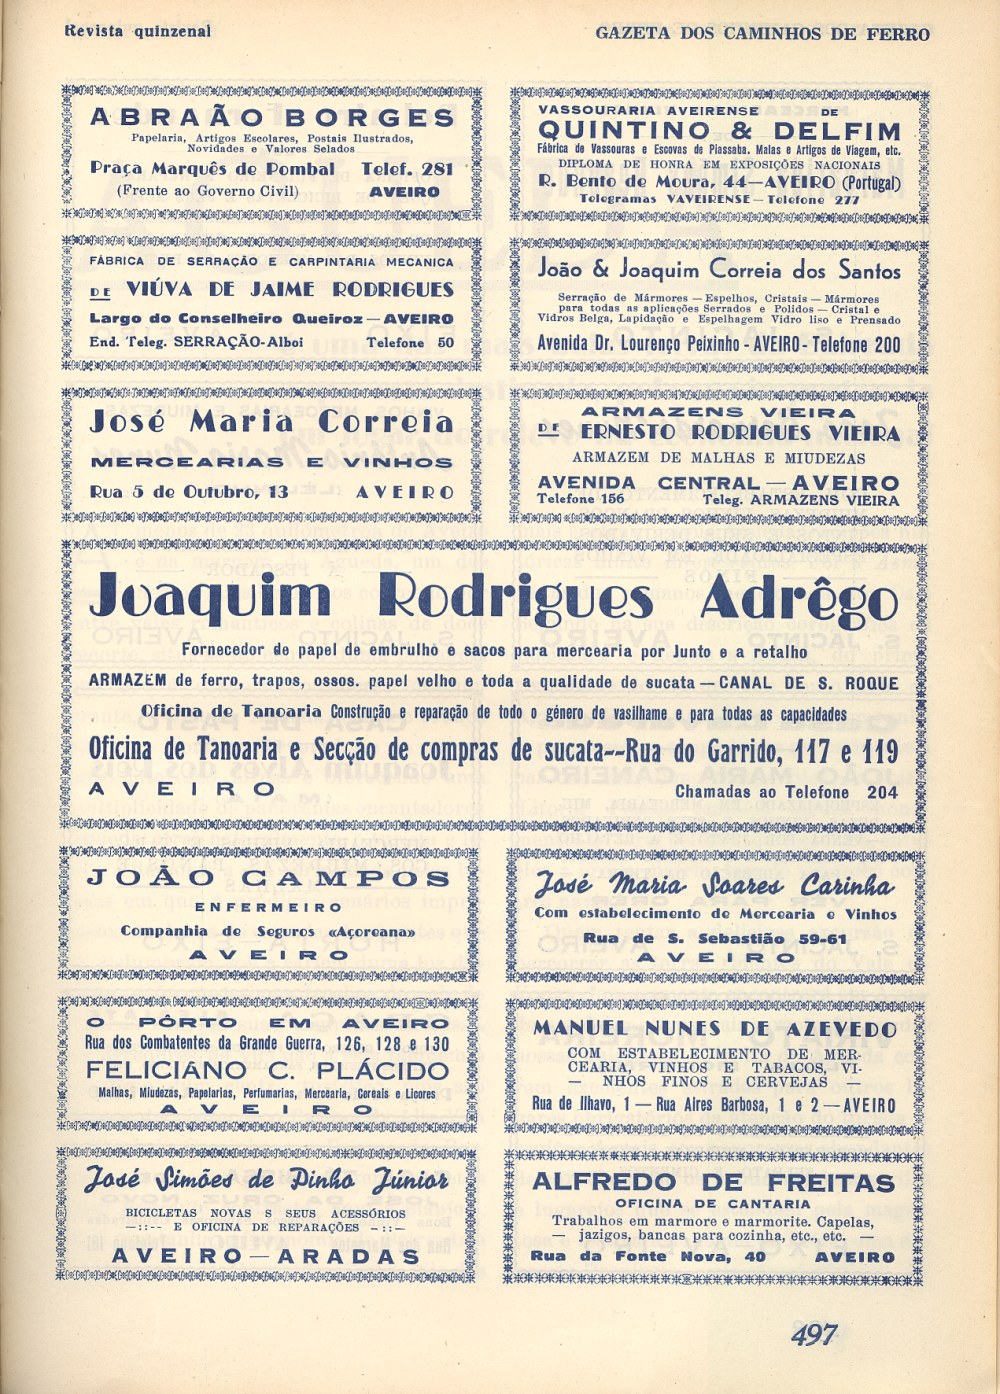 Revista quinzenal
GAZETA DOS CAMINHOS DE FERRO
ABRAÃO BORGES
Papelaria, Artigos Escolares, Postais Ilustrados,
Novidades e Valores Selados
Praça Marquês de Pombal Telef. 281
(Frente ao Governo Civil) AVEIRO
VASSOURARIA AVEIRENSE DE
QUINTINO & DELFIM
Fábrica de Vassouras e Escovas de Piassaba. Malas e Artigos de Viagem, etc.
DIPLOMA DE HONRA EM EXPOSIÇÕES NACIONAIS
R. Bento de Moura, 44—AVEIRO (Portugal)
Telegramas VAVEIRENSE—Telefone 277
FÁBRICA DE SERRAÇÃO E CARPINTARIA MECANICA
DE VIÚVA DE JAIME RODRIGUES
Largo do Conselheiro Queiroz—AVEIRO
End. Teleg. SERRAÇÃO-Alboi Telefone 50
João & Joaquim Correia dos Santos
Serração de Mármores—Espelhos, Cristais—Mármores
para todas as aplicações Serrados e Polidos—Cristal e
Vidros Belga, Lapidação e Espelhagem Vidro liso e Prensado
Avenida Dr. Lourenço Peixinho - AVEIRO - Telefone 200
José Maria Correia
MERCEARIAS E VINHOS
Rua 5 de Outubro, 13 AVEIRO
ARMAZENS VIEIRA
DE ERNESTO RODRIGUES VIEIRA
ARMAZEM DE MALHAS E MIUDEZAS
AVENIDA CENTRAL—AVEIRO
Telefone 156 Teleg. ARMAZENS VIEIRA
Joaquim Rodrigues Adrêgo
Fornecedor de papel de embrulho e sacos para mercearia por Junto e a retalho
ARMAZEM de ferro, trapos, ossos. papel velho e toda a qualidade de sucata—CANAL DE S. ROQUE
Oficina de Tanoaria Construção e reparação de todo o género de vasilhame e para todas as capacidades
Oficina de Tanoaria e Secção de compras de sucata--Rua do Garrido, 117 e 119
AVEIRO Chamadas ao Telefone 204
JOÃO CAMPOS
ENFERMEIRO
Companhia de Seguros «Açoreana»
AVEIRO
José Maria Soares Carinha
Com estabelecimento de Mercearia e Vinhos
Rua de S. Sebastião 59-61
AVEIRO
O PÔRTO EM AVEIRO
Rua dos Combatentes da Grande Guerra, 126, 128 e 130
FELICIANO C. PLÁCIDO
Malhas, Miudezas, Papelarias, Perfumarias, Mercearia, Cereais e Licores
AVEIRO
MANUEL NUNES DE AZEVEDO
COM ESTABELECIMENTO DE MER-
CEARIA, VINHOS E TABACOS, VI-
— NHOS FINOS E CERVEJAS —
Rua de Ilhavo, 1—Rua Aires Barbosa, 1 e 2—AVEIRO
José Simões de Pinho Júnior
BICICLETAS NOVAS S SEUS ACESSÓRIOS
—::— E OFICINA DE REPARAÇÕES —::—
AVEIRO—ARADAS
ALFREDO DE FREITAS
OFICINA DE CANTARIA
Trabalhos em marmore e marmorite. Capelas,
— jazigos, bancas para cozinha, etc., etc. —
Rua da Fonte Nova, 40 AVEIRO
497